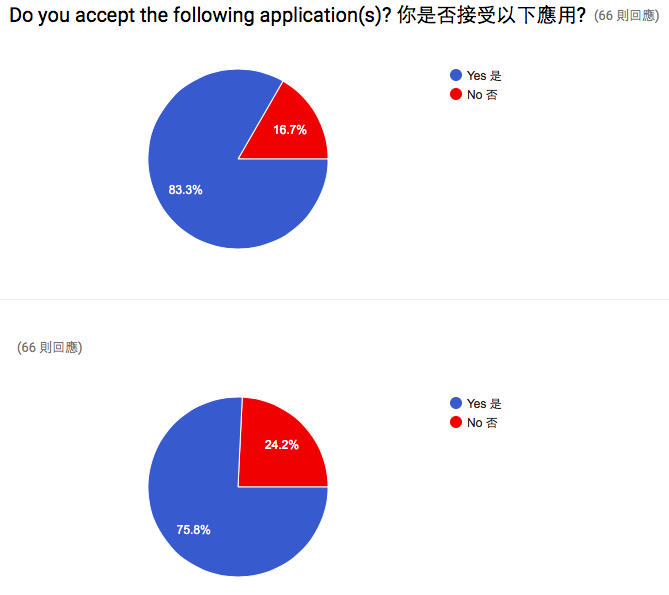 Do you accept the following application(s)? 你是否接受以下應用? (66 則回應)
Yes 是
No 否
16.7%
83.3%
(66 則回應)
Yes 是
No 否
24.2%
75.8%